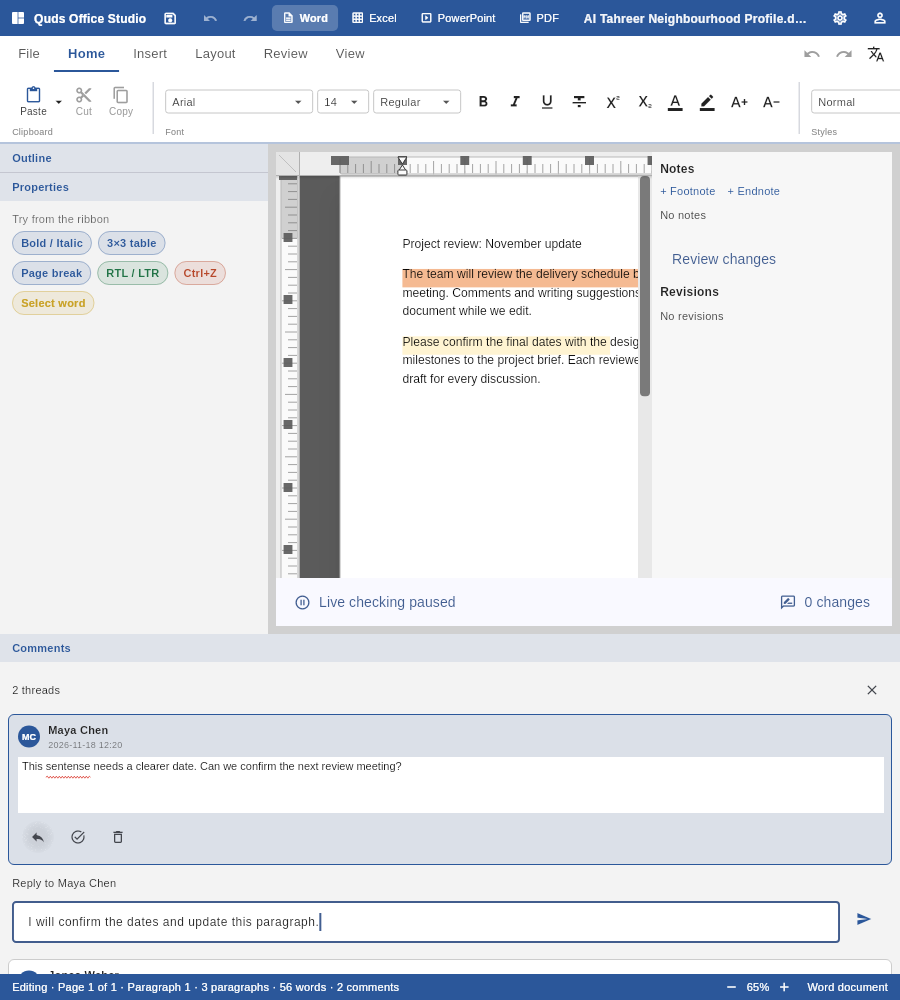 Quds Office Studio Word Excel PowerPoint PDF Al Tahreer Neighbourhood Profile.d...
File Home Insert Layout Review View
Paste Cut Copy
Clipboard
Arial 14 Regular B I U X² X₂ A A+ A−
Font
Normal
Styles
Outline
Properties
Try from the ribbon
Bold / Italic 3×3 table
Page break RTL / LTR Ctrl+Z
Select word
Project review: November update
The team will review the delivery schedule b
meeting. Comments and writing suggestions
document while we edit.
Please confirm the final dates with the desig
milestones to the project brief. Each reviewe
draft for every discussion.
Notes
+ Footnote + Endnote
No notes
Review changes
Revisions
No revisions
Live checking paused 0 changes
Comments
2 threads
MC Maya Chen
2026-11-18 12:20
This sentense needs a clearer date. Can we confirm the next review meeting?
Reply to Maya Chen
I will confirm the dates and update this paragraph.
Editing · Page 1 of 1 · Paragraph 1 · 3 paragraphs · 56 words · 2 comments − 65% + Word document